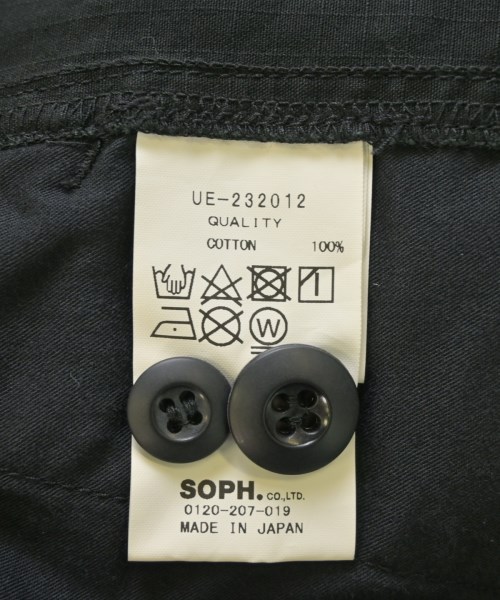 UE-232012
QUALITY
COTTON 100%
W
SOPH. CO.,LTD.
0120-207-019
MADE IN JAPAN